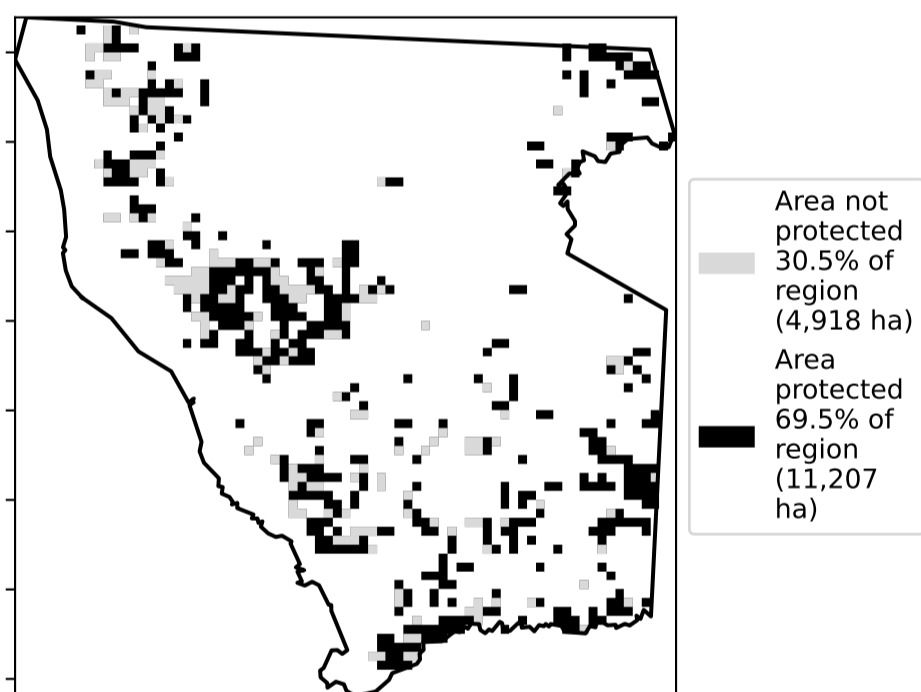 Area not
protected
30.5% of
region
(4,918 ha)
Area
protected
69.5% of
region
(11,207
ha)